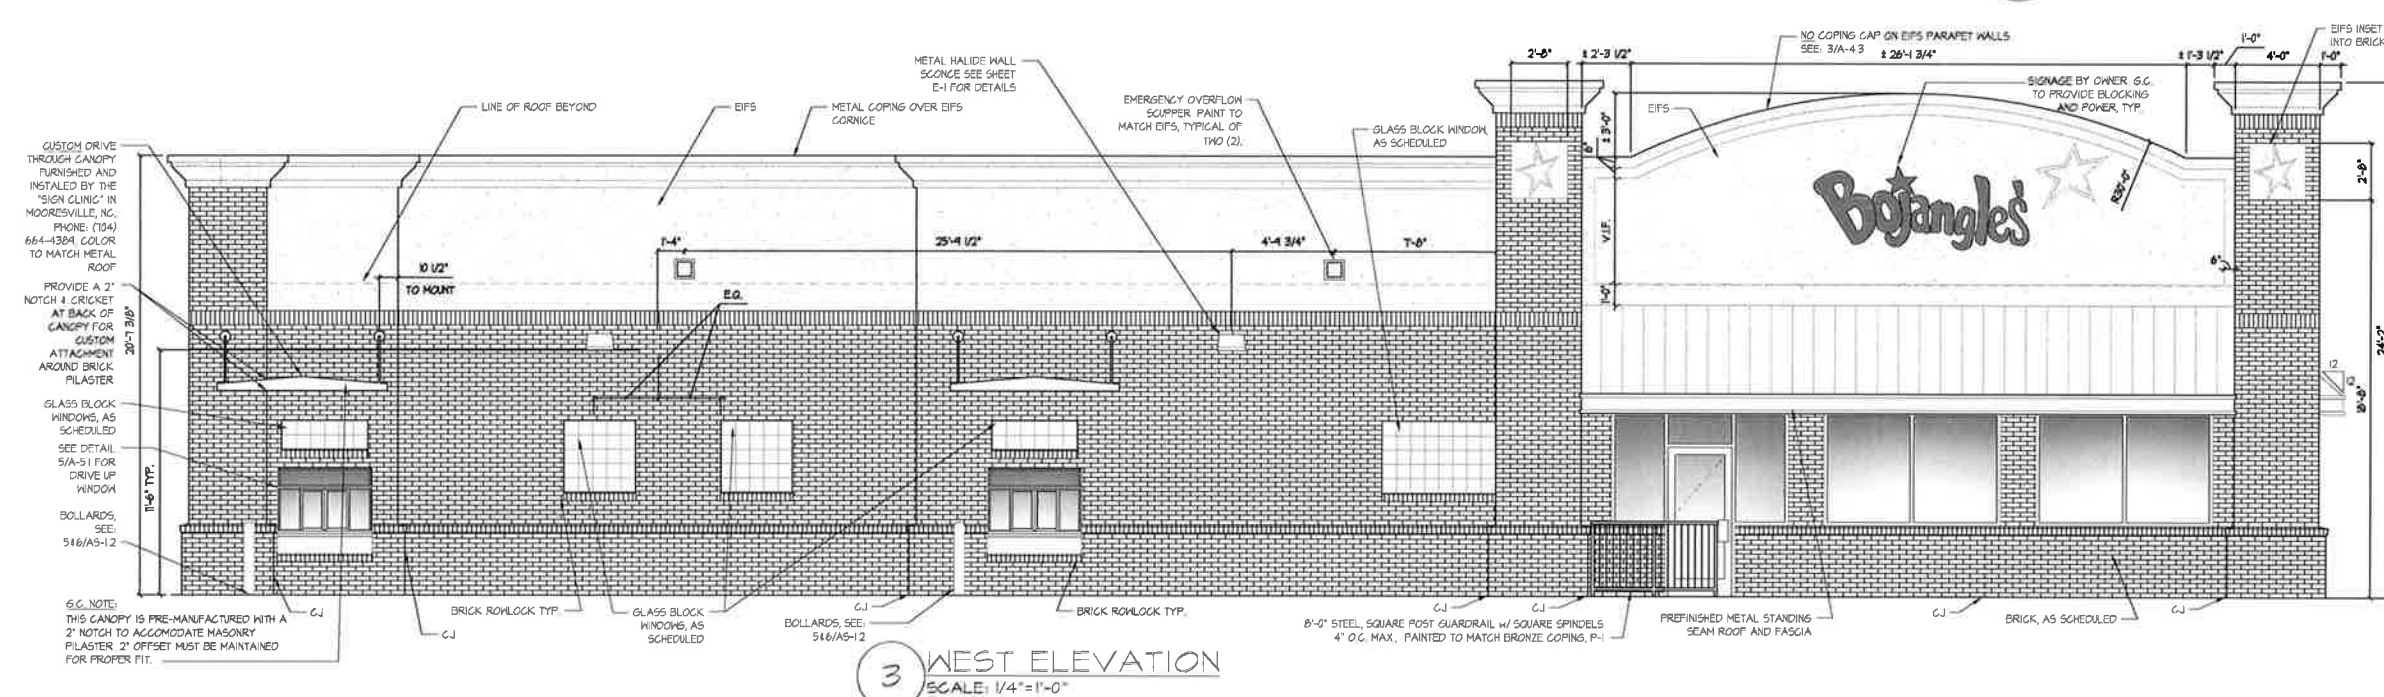 NO COPING CAP ON EIFS PARAPET WALLS
SEE: 3/A-4.3
EIFS INSET
INTO BRICK
2'-8"
± 2'-3 1/2"
± 26'-1 3/4"
± 1'-3 1/2"
1'-0"
4'-0"
1'-0"
METAL HALIDE WALL
SCONCE SEE SHEET
E-1 FOR DETAILS
SIGNAGE BY OWNER. G.C.
TO PROVIDE BLOCKING
AND POWER, TYP.
LINE OF ROOF BEYOND
EIFS
METAL COPING OVER EIFS
CORNICE
EMERGENCY OVERFLOW
SCUPPER. PAINT TO
MATCH EIFS, TYPICAL OF
TWO (2).
GLASS BLOCK WINDOW,
AS SCHEDULED
EIFS
± 3'-0"
6"
CUSTOM DRIVE
THROUGH CANOPY
FURNISHED AND
INSTALED BY THE
"SIGN CLINIC" IN
MOORESVILLE, NC.
PHONE: (704)
664-4384. COLOR
TO MATCH METAL
ROOF
Bojangles'
R30'-0"
2'-8"
V.I.F.
1'-4"
25'-9 1/2"
4'-9 3/4"
7'-8"
6"
10 1/2"
TO MOUNT
E.Q.
1'-0"
PROVIDE A 2"
NOTCH & CRICKET
AT BACK OF
CANOPY FOR
CUSTOM
ATTACHMENT
AROUND BRICK
PILASTER
20'-7 3/8"
24'-2"
12
12
18'-8"
GLASS BLOCK
WINDOWS, AS
SCHEDULED
SEE DETAIL
5/A-5.1 FOR
DRIVE UP
WINDOW
11'-6" TYP.
BOLLARDS,
SEE:
5&6/AS-1.2
G.C. NOTE:
THIS CANOPY IS PRE-MANUFACTURED WITH A
2" NOTCH TO ACCOMODATE MASONRY
PILASTER. 2" OFFSET MUST BE MAINTAINED
FOR PROPER FIT.
CJ
CJ
BRICK ROWLOCK TYP.
GLASS BLOCK
WINDOWS, AS
SCHEDULED
BOLLARDS, SEE:
5&6/AS-1.2
CJ
BRICK ROWLOCK TYP.
8'-0" STEEL, SQUARE POST GUARDRAIL W/ SQUARE SPINDELS
4" O.C. MAX., PAINTED TO MATCH BRONZE COPING, P-1
CJ
CJ
PREFINISHED METAL STANDING
SEAM ROOF AND FASCIA
CJ
BRICK, AS SCHEDULED
CJ
3
WEST ELEVATION
SCALE: 1/4"=1'-0"